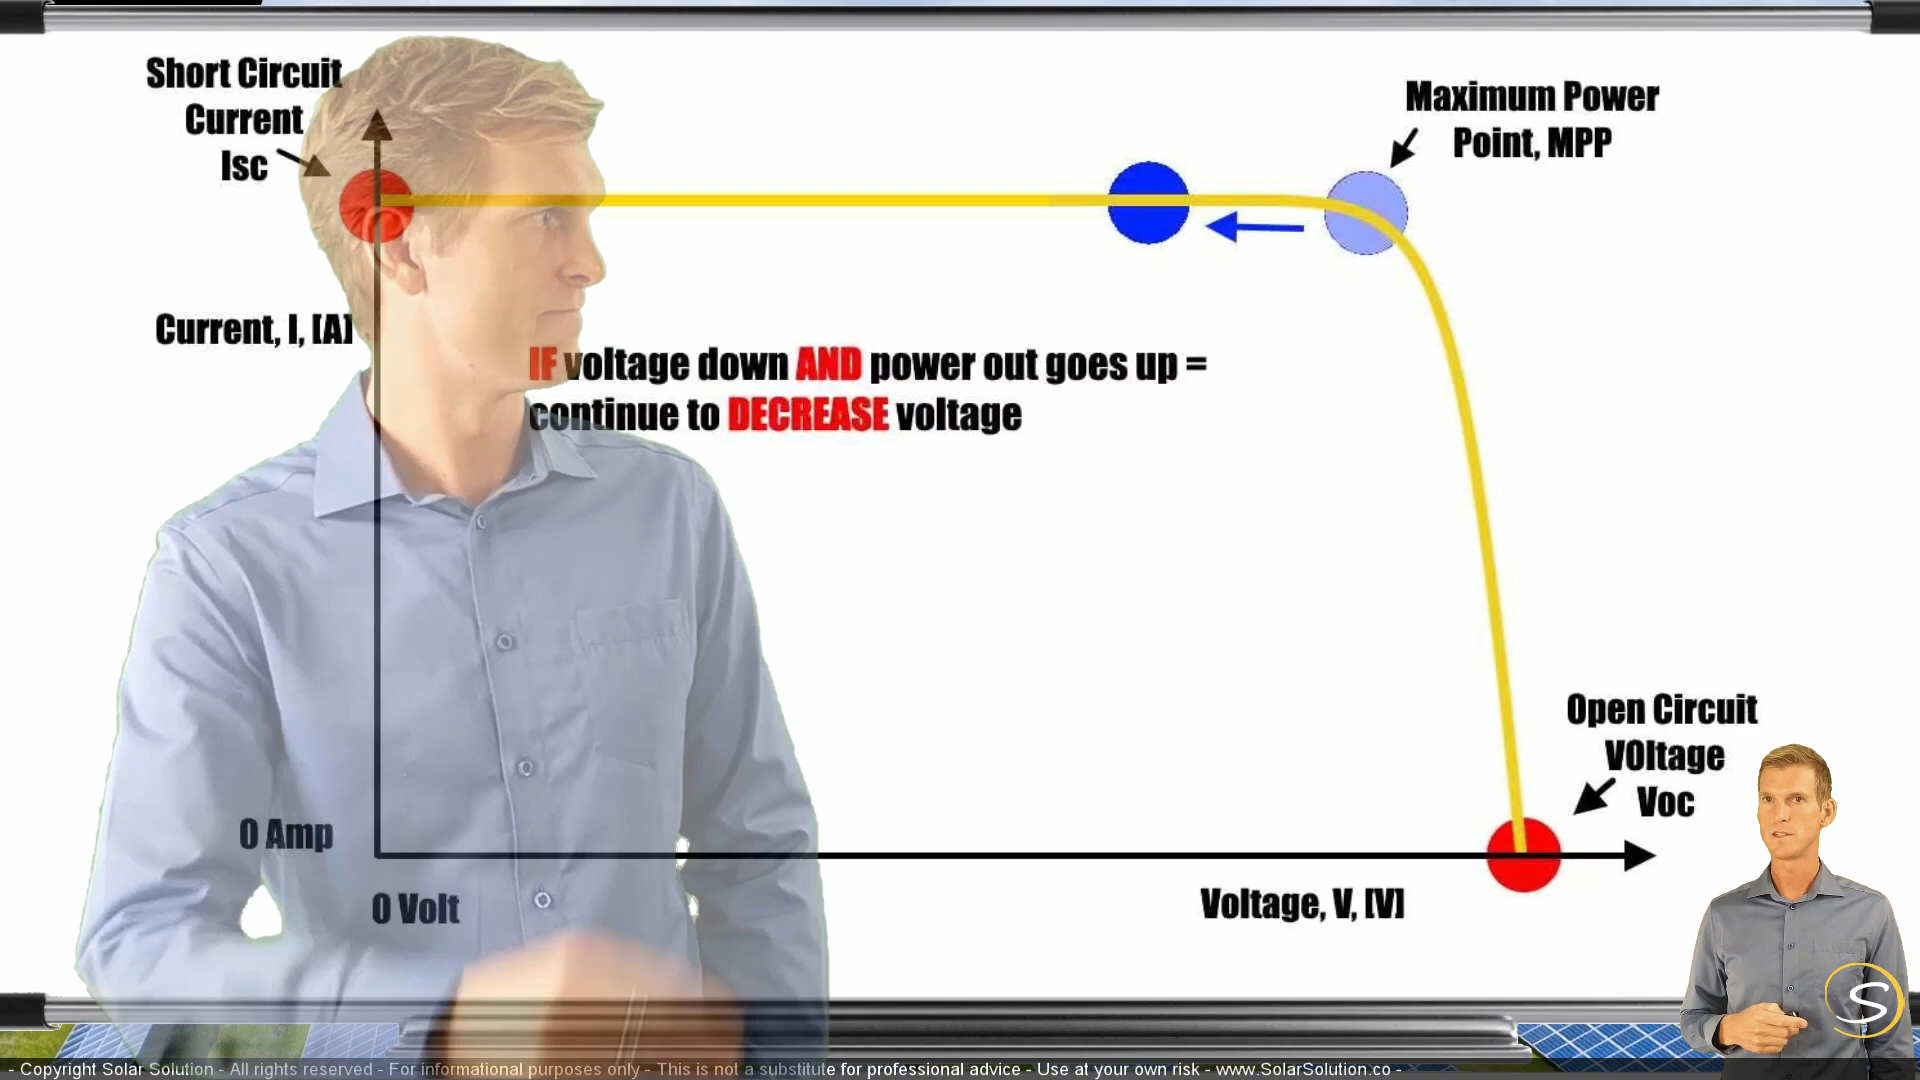 Short Circuit
Current
Isc
Maximum Power
Point, MPP
Current, I, [A]
IF voltage down AND power out goes up =
continue to DECREASE voltage
Open Circuit
VOltage
Voc
0 Amp
0 Volt
Voltage, V, [V]
S
- Copyright Solar Solution - All rights reserved - For informational purposes only - This is not a substitute for professional advice - Use at your own risk - www.SolarSolution.co -